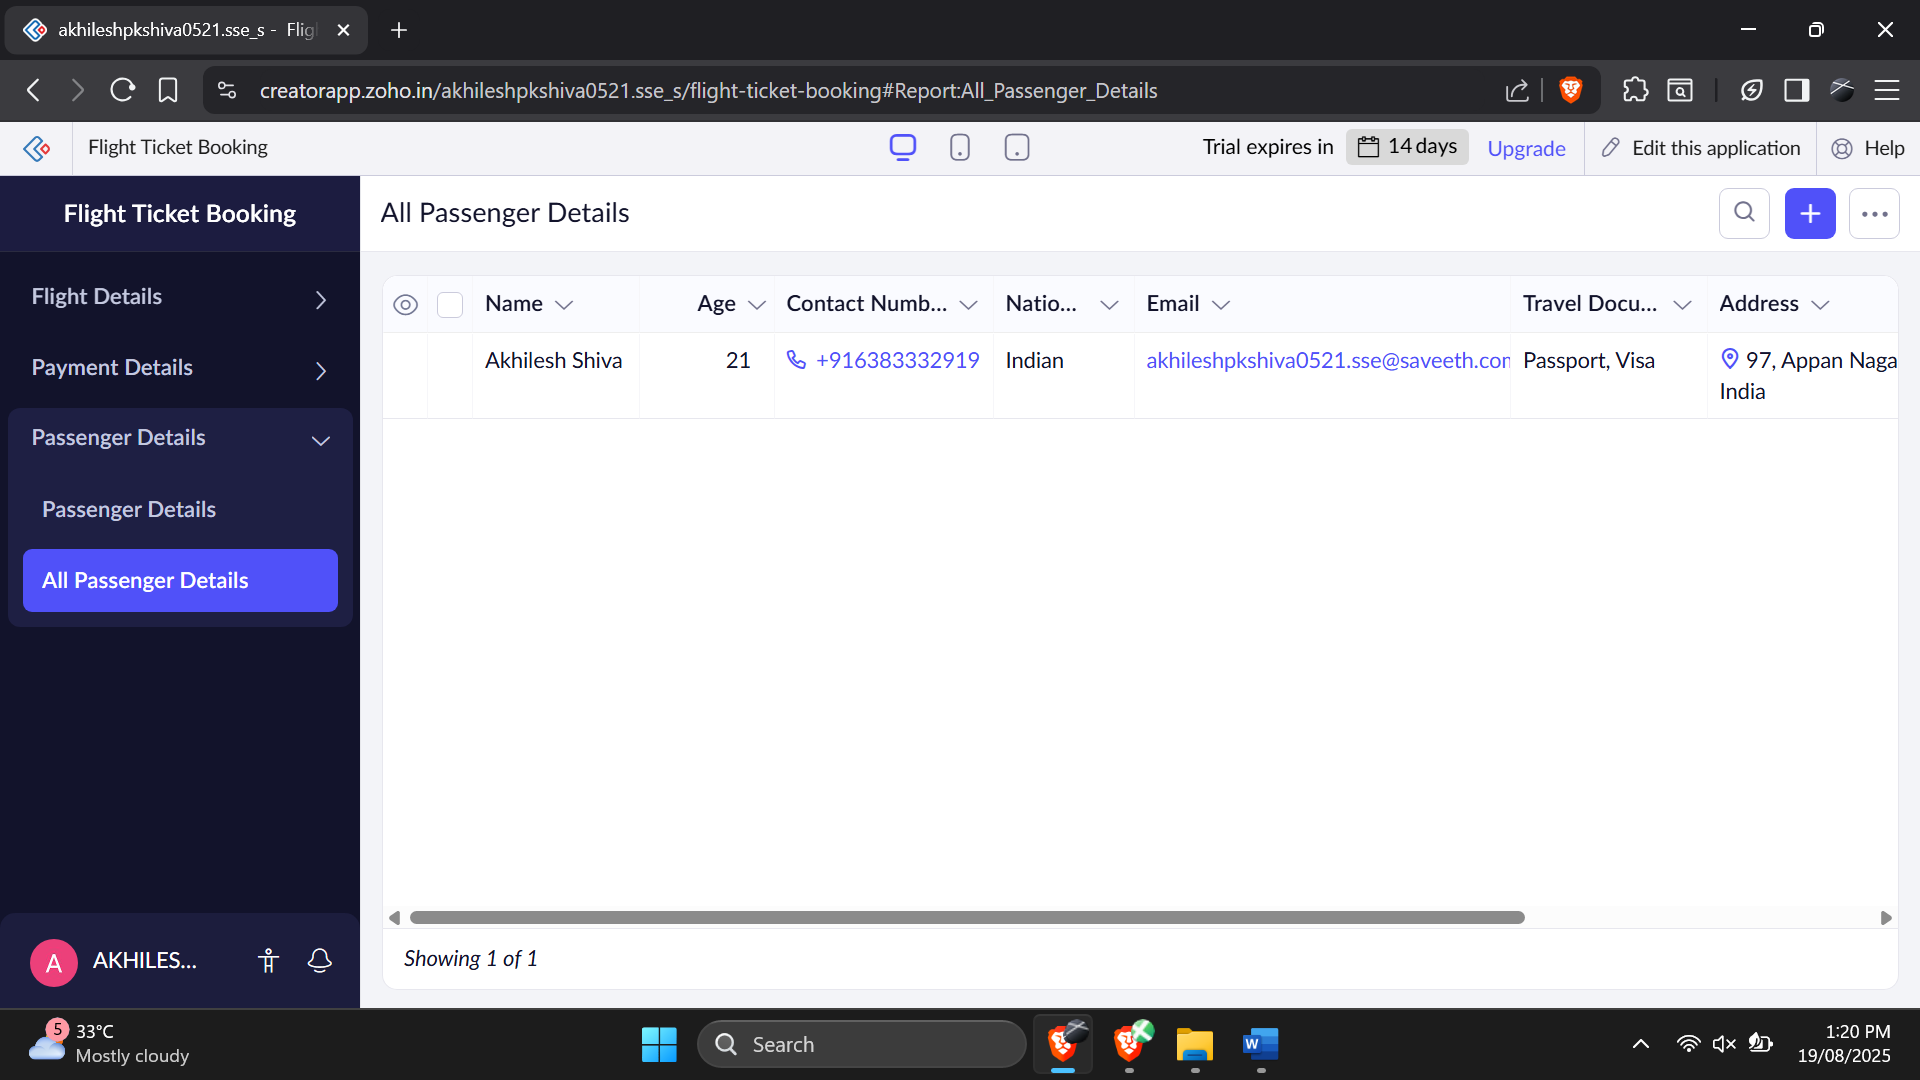 akhileshpkshiva0521.sse_s - Flig
creatorapp.zoho.in/akhileshpkshiva0521.sse_s/flight-ticket-booking#Report:All_Passenger_Details
Flight Ticket Booking
Trial expires in 14 days Upgrade Edit this application Help
Flight Ticket Booking
Flight Details
Payment Details
Passenger Details
Passenger Details
All Passenger Details
AKHILES...
All Passenger Details
Name Age Contact Numb... Natio... Email Travel Docu... Address
Akhilesh Shiva 21 +916383332919 Indian akhileshpkshiva0521.sse@saveeth.com Passport, Visa 97, Appan Naga
India
Showing 1 of 1
A
5
33°C
Mostly cloudy
Search
W
1:20 PM
19/08/2025